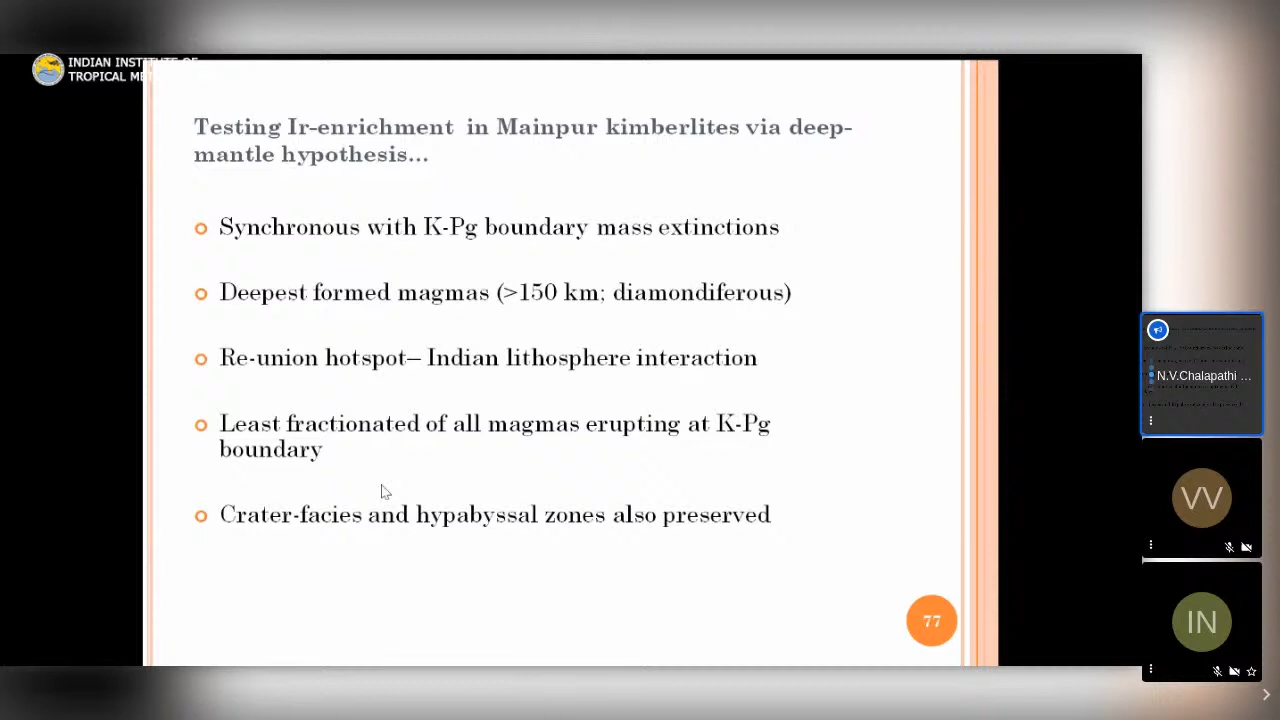 INDIAN INSTITUTE OF
TROPICAL ME
Testing Ir-enrichment in Mainpur kimberlites via deep-
mantle hypothesis...
Synchronous with K-Pg boundary mass extinctions
Deepest formed magmas (>150 km; diamondiferous)
Re-union hotspot– Indian lithosphere interaction
Least fractionated of all magmas erupting at K-Pg
boundary
Crater-facies and hypabyssal zones also preserved
77
N.V.Chalapathi ...
VV
IN